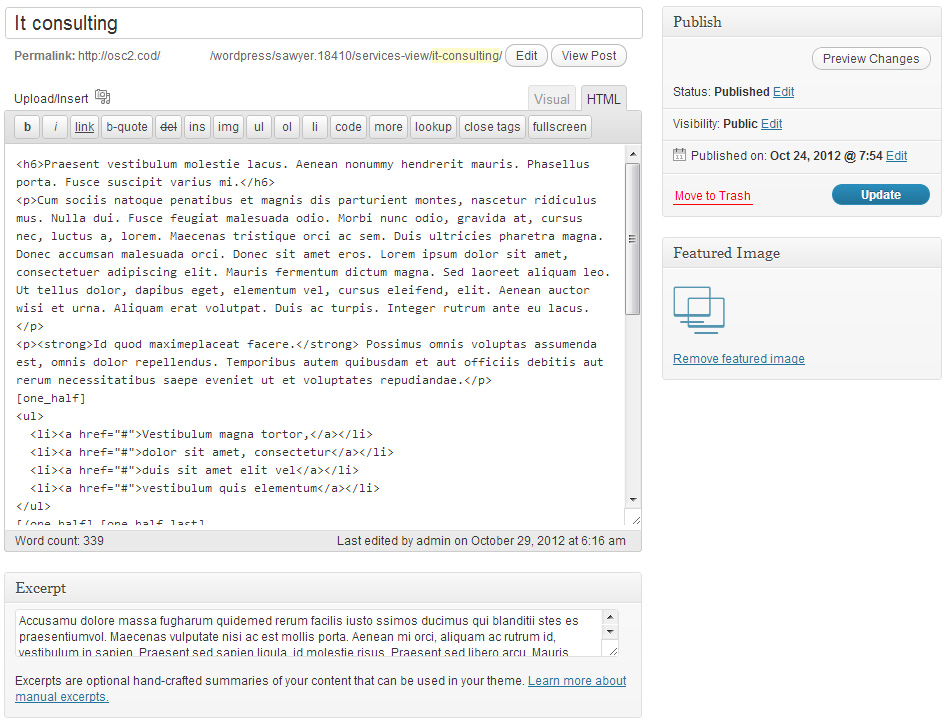 It consulting
Permalink: http://osc2.cod/ /wordpress/sawyer.18410/services-view/it-consulting/ Edit View Post
Upload/Insert Visual HTML
b i link b-quote del ins img ul ol li code more lookup close tags fullscreen
<h6>Praesent vestibulum molestie lacus. Aenean nonummy hendrerit mauris. Phasellus
porta. Fusce suscipit varius mi.</h6>
<p>Cum sociis natoque penatibus et magnis dis parturient montes, nascetur ridiculus
mus. Nulla dui. Fusce feugiat malesuada odio. Morbi nunc odio, gravida at, cursus
nec, luctus a, lorem. Maecenas tristique orci ac sem. Duis ultricies pharetra magna.
Donec accumsan malesuada orci. Donec sit amet eros. Lorem ipsum dolor sit amet,
consectetuer adipiscing elit. Mauris fermentum dictum magna. Sed laoreet aliquam leo.
Ut tellus dolor, dapibus eget, elementum vel, cursus eleifend, elit. Aenean auctor
wisi et urna. Aliquam erat volutpat. Duis ac turpis. Integer rutrum ante eu lacus.
</p>
<p><strong>Id quod maximeplaceat facere.</strong> Possimus omnis voluptas assumenda
est, omnis dolor repellendus. Temporibus autem quibusdam et aut officiis debitis aut
rerum necessitatibus saepe eveniet ut et voluptates repudiandae.</p>
[one_half]
<ul>
<li><a href="#">Vestibulum magna tortor,</a></li>
<li><a href="#">dolor sit amet, consectetur</a></li>
<li><a href="#">duis sit amet elit vel</a></li>
<li><a href="#">vestibulum quis elementum</a></li>
</ul>
[/one_half] [one_half_last]
Word count: 339 Last edited by admin on October 29, 2012 at 6:16 am
Excerpt
Accusamu dolore massa fugharum quidemed rerum facilis iusto ssimos ducimus qui blanditii stes es
praesentiumvol. Maecenas vulputate nisi ac est mollis porta. Aenean mi orci, aliquam ac rutrum id,
vestibulum in sapien. Praesent sed sapien ligula, id molestie risus. Praesent sed libero arcu. Mauris
Excerpts are optional hand-crafted summaries of your content that can be used in your theme. Learn more about
manual excerpts.
Publish
Preview Changes
Status: Published Edit
Visibility: Public Edit
Published on: Oct 24, 2012 @ 7:54 Edit
Move to Trash Update
Featured Image
Remove featured image